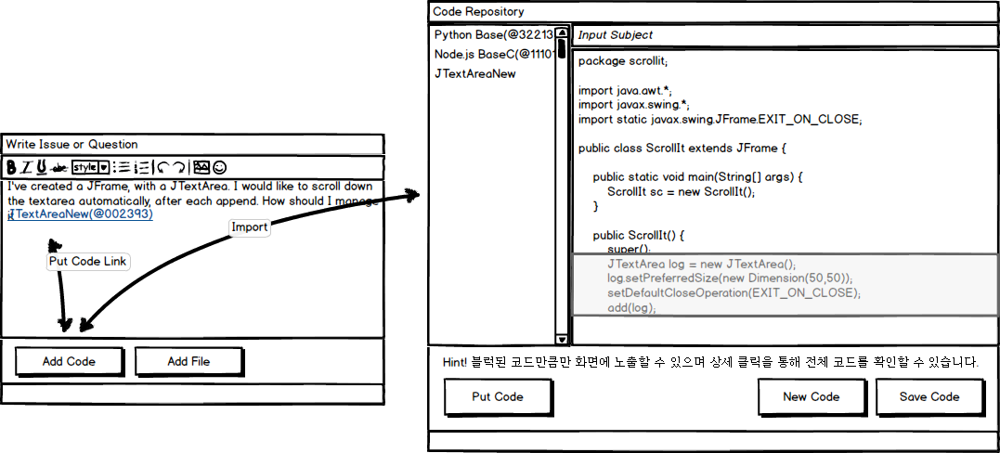 Write Issue or Question
B I U abc style
I've created a JFrame, with a JTextArea. I would like to scroll down
the textarea automatically, after each append. How should I manage
JTextAreaNew(@002393)
Import
Put Code Link
Add Code
Add File
Code Repository
Python Base(@32213
Node.js BaseC(@11101
JTextAreaNew
Input Subject
package scrollit;
import java.awt.*;
import javax.swing.*;
import static javax.swing.JFrame.EXIT_ON_CLOSE;
public class ScrollIt extends JFrame {
public static void main(String[] args) {
ScrollIt sc = new ScrollIt();
}
public ScrollIt() {
super();
JTextArea log = new JTextArea();
log.setPreferredSize(new Dimension(50,50));
setDefaultCloseOperation(EXIT_ON_CLOSE);
add(log);
Hint! 블럭된 코드만큼만 화면에 노출할 수 있으며 상세 클릭을 통해 전체 코드를 확인할 수 있습니다.
Put Code
New Code
Save Code